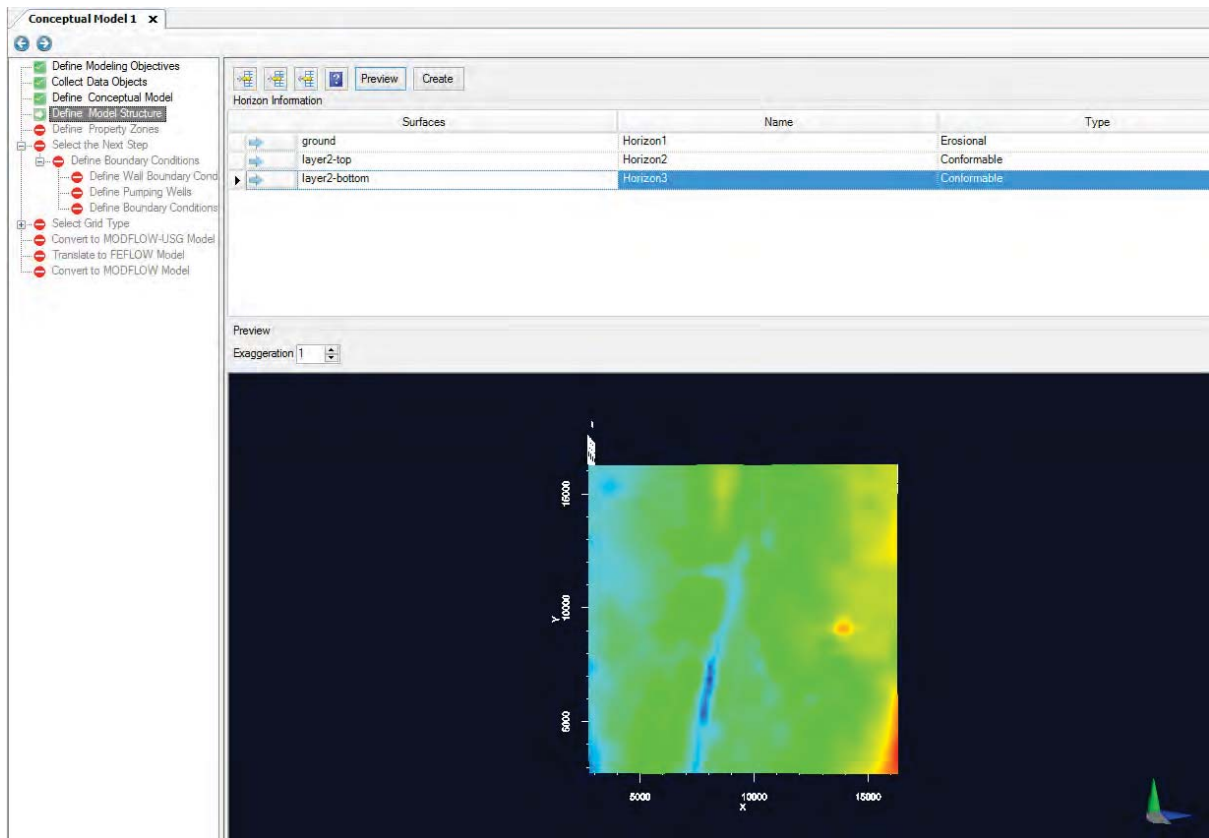 Conceptual Model 1 X
Define Modeling Objectives
Collect Data Objects
Define Conceptual Model
Define Model Structure
Define Property Zones
Select the Next Step
Define Boundary Conditions
Define Wall Boundary Cond
Define Pumping Wells
Define Boundary Conditions
Select Grid Type
Convert to MODFLOW-USG Model
Translate to FEFLOW Model
Convert to MODFLOW Model
? Preview Create
Horizon Information
Surfaces Name Type
ground Horizon1 Erosional
layer2-top Horizon2 Conformable
layer2-bottom Horizon3 Conformable
Preview
Exaggeration 1
15000
10000
Y
5000
5000 10000 15000
X